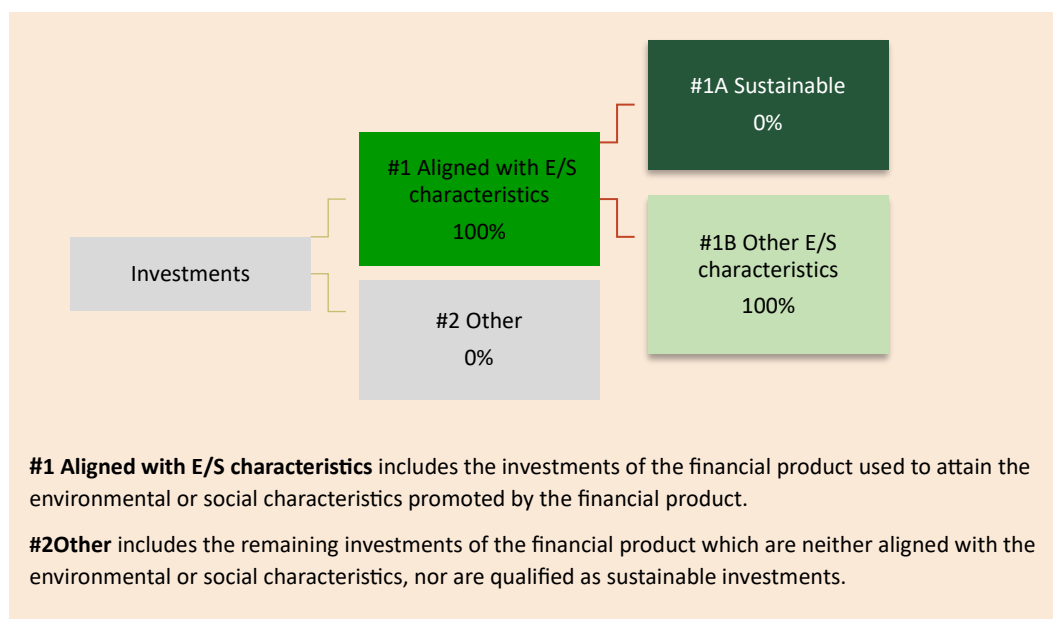 #1A Sustainable
0%
#1 Aligned with E/S
characteristics
100%
#1B Other E/S
characteristics
100%
Investments
#2 Other
0%
#1 Aligned with E/S characteristics includes the investments of the financial product used to attain the
environmental or social characteristics promoted by the financial product.
#2Other includes the remaining investments of the financial product which are neither aligned with the
environmental or social characteristics, nor are qualified as sustainable investments.